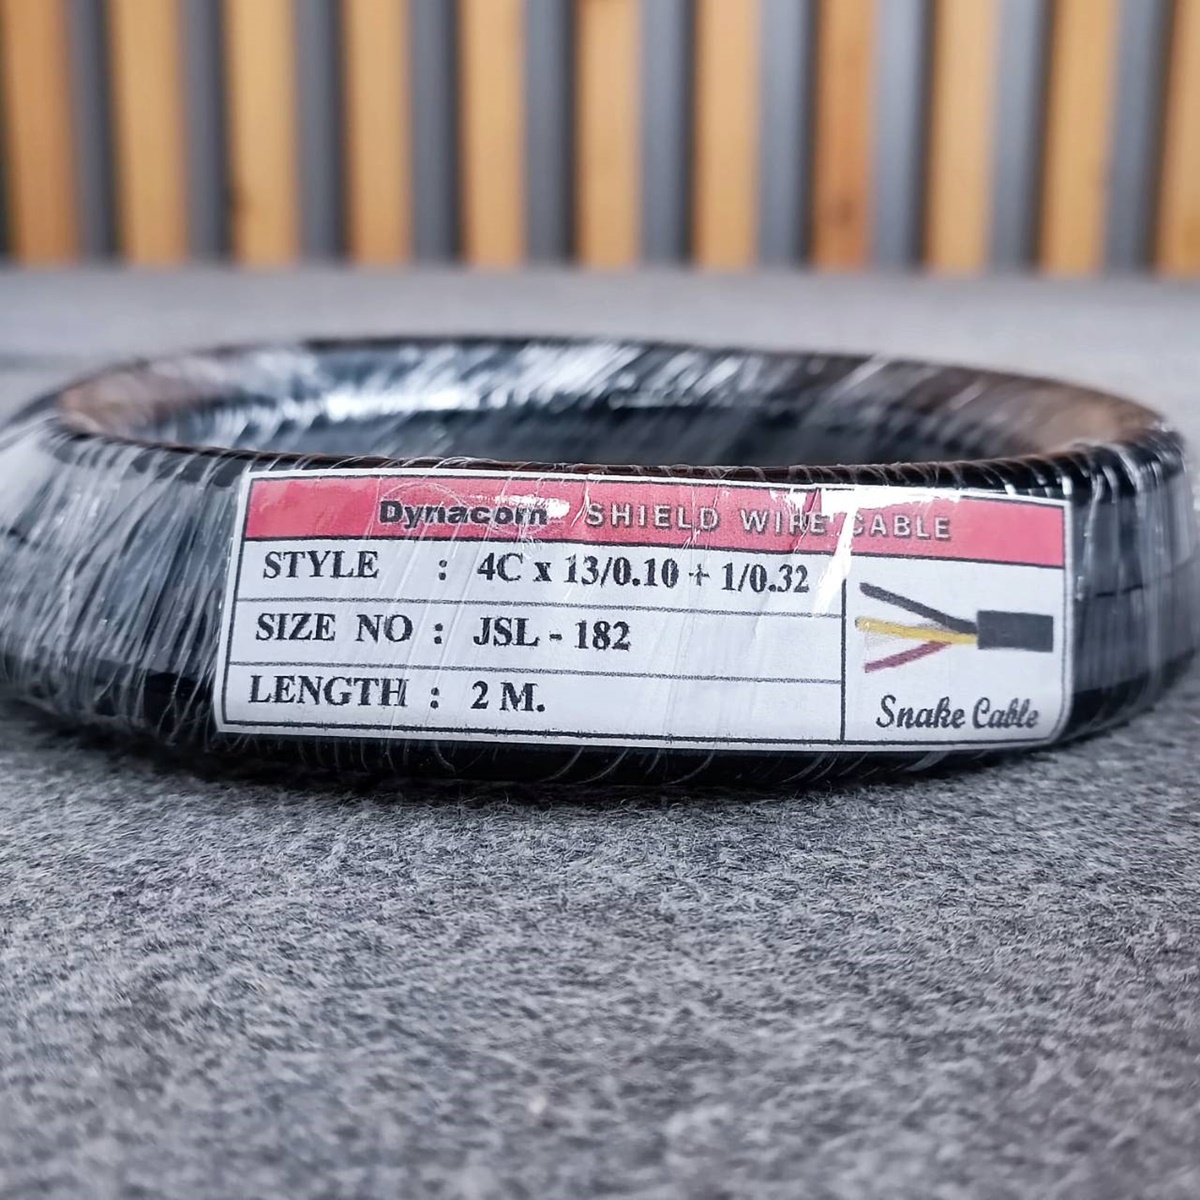 Dynacom SHIELD WIRE CABLE
STYLE : 4C x 13/0.10 + 1/0.32
SIZE NO : JSL - 182
LENGTH : 2 M.
Snake Cable